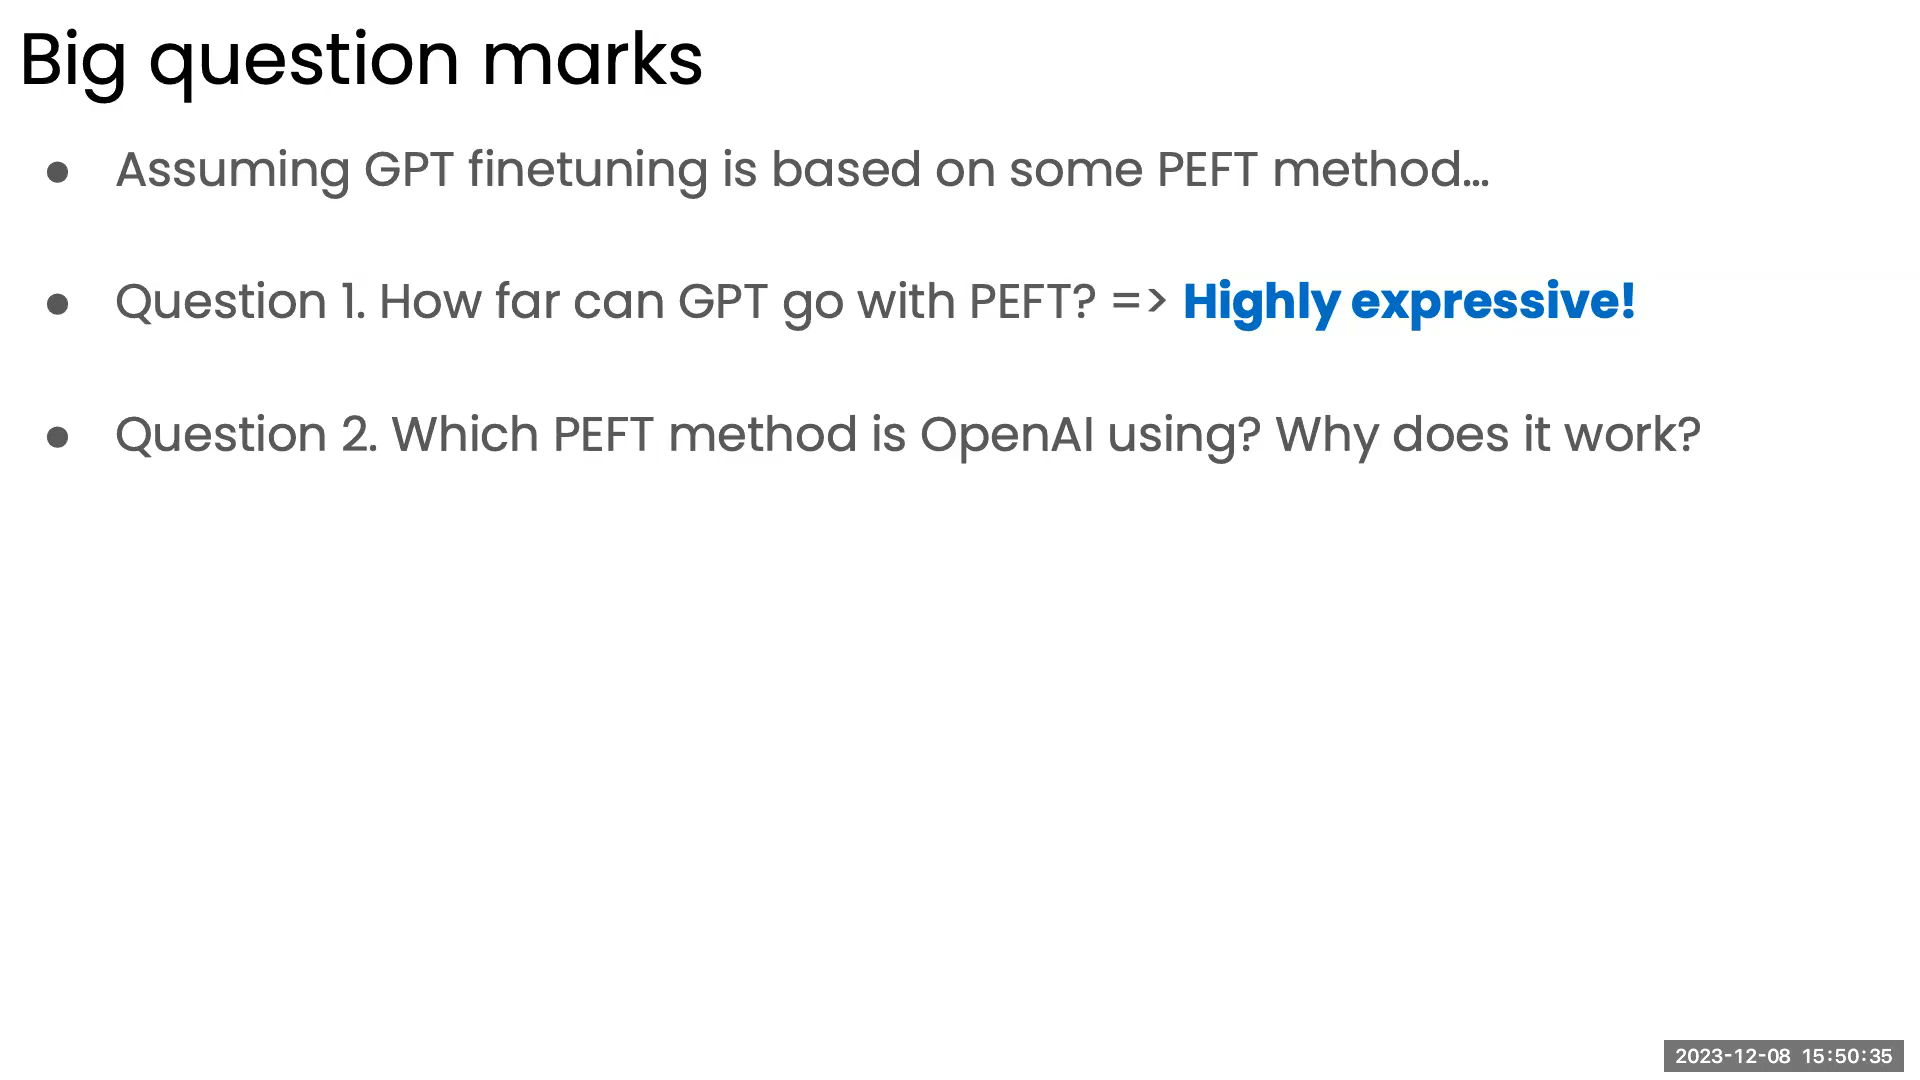 Big question marks
● Assuming GPT finetuning is based on some PEFT method...
● Question 1. How far can GPT go with PEFT? => Highly expressive!
● Question 2. Which PEFT method is OpenAI using? Why does it work?
2023-12-08 15:50:35